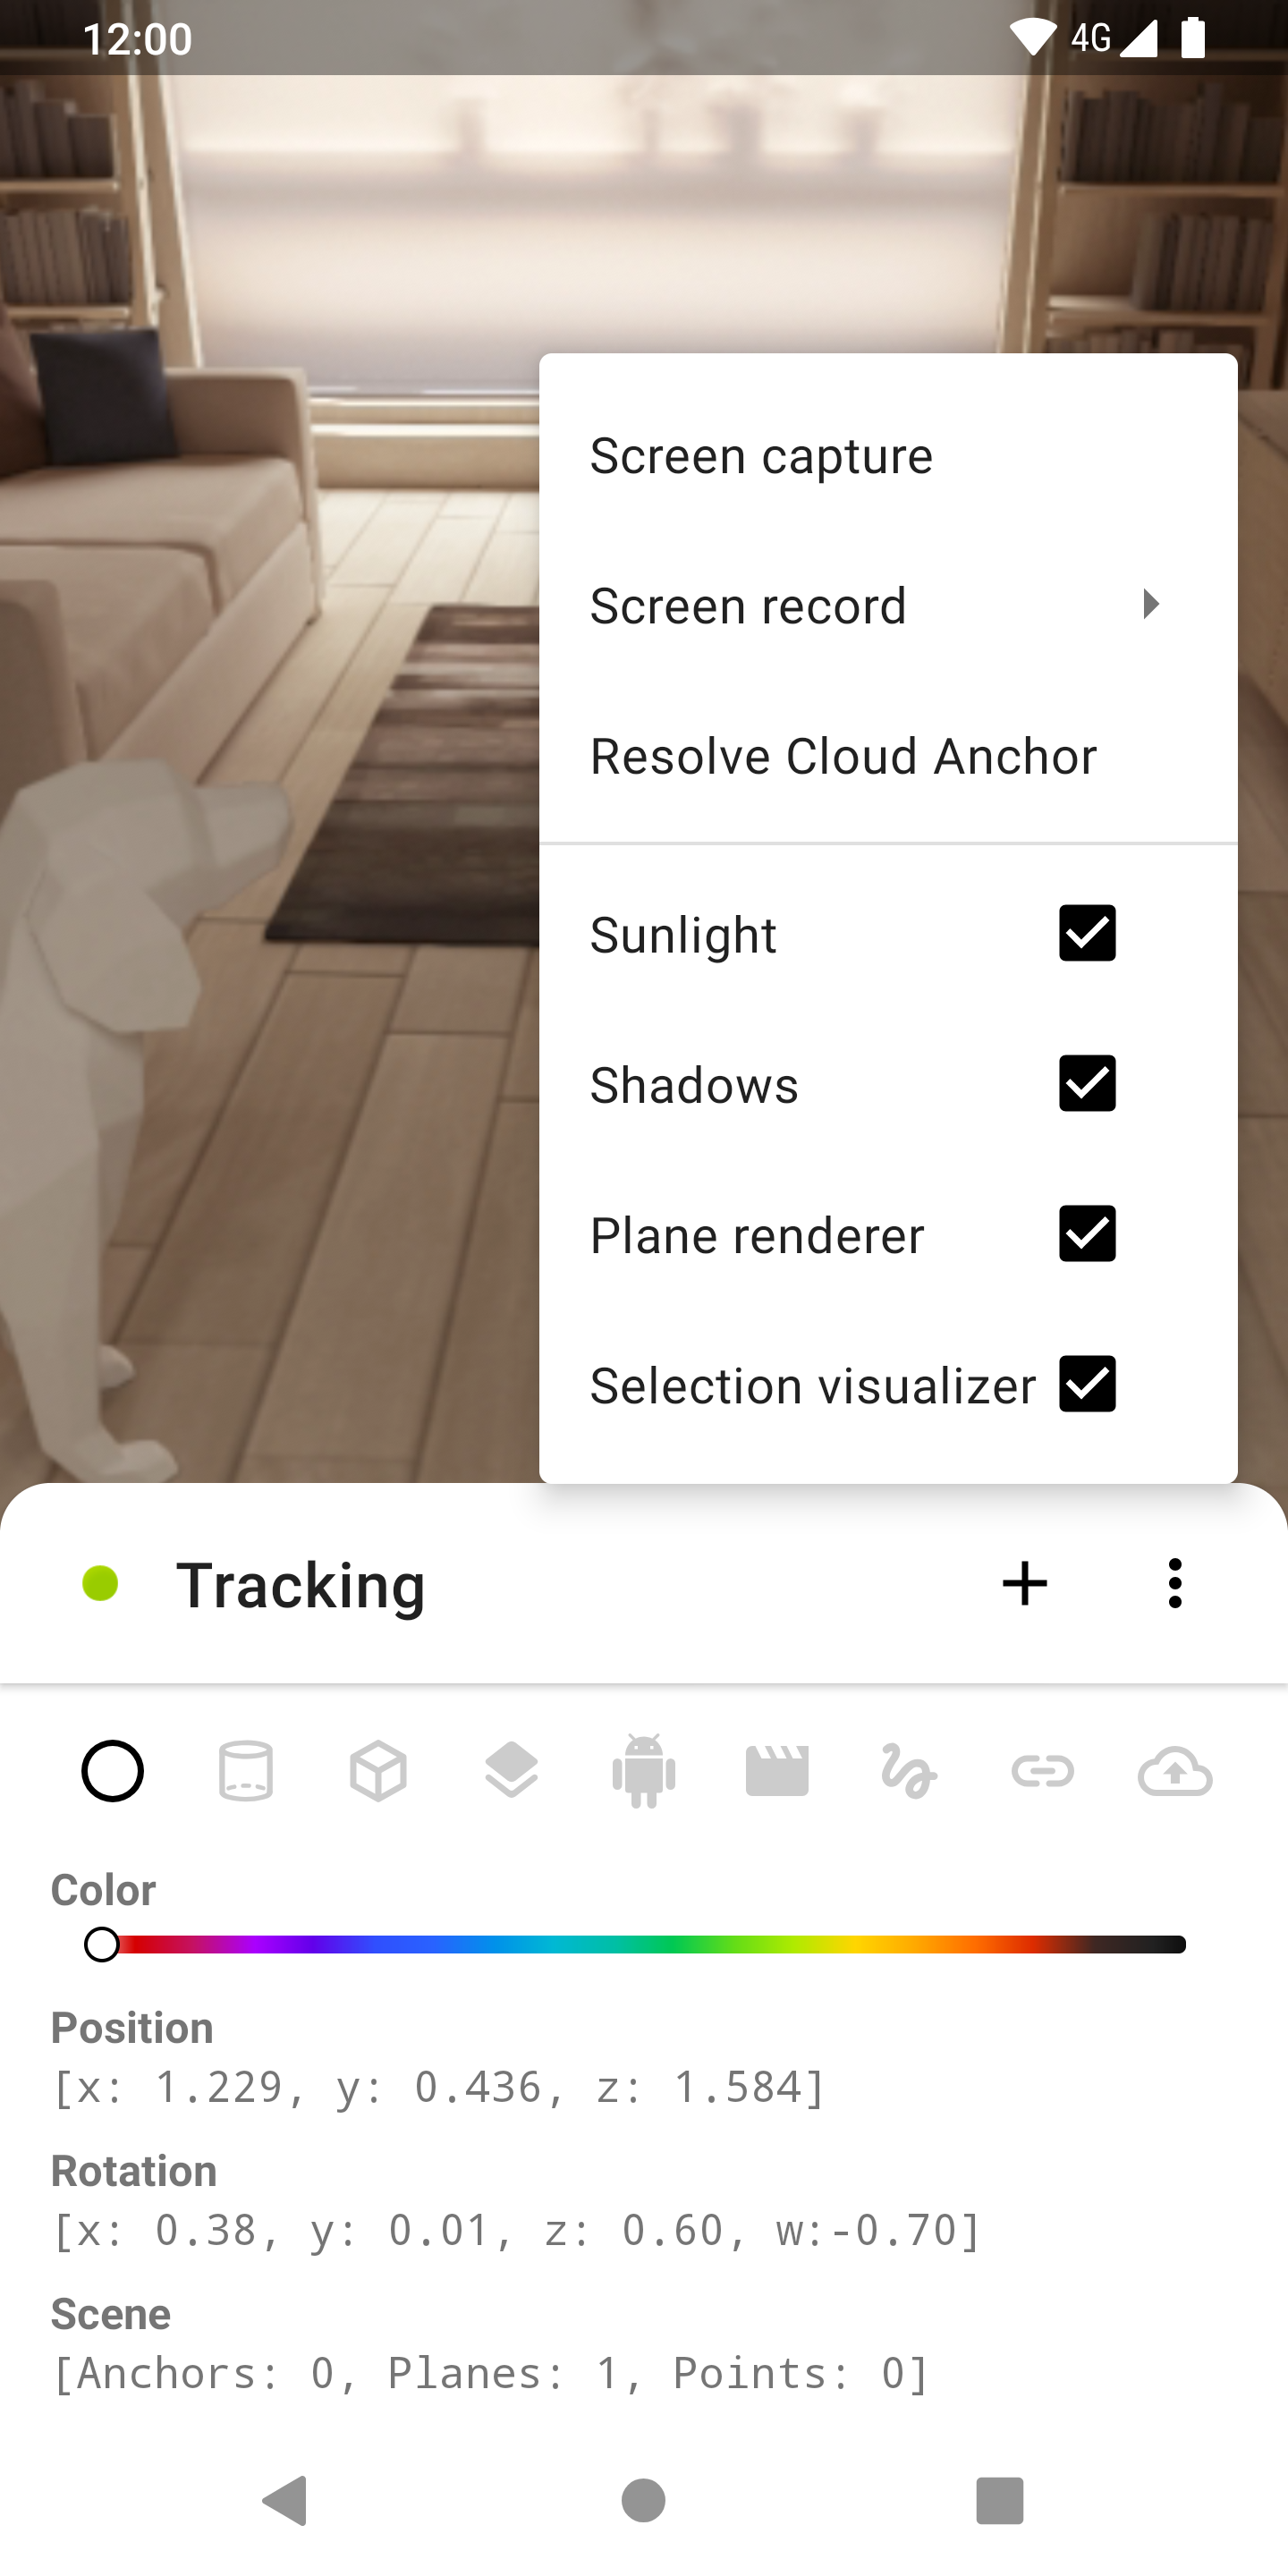 12:00
4G
Screen capture
Screen record
Resolve Cloud Anchor
Sunlight
Shadows
Plane renderer
Selection visualizer
Tracking
Color
Position
[x: 1.229, y: 0.436, z: 1.584]
Rotation
[x: 0.38, y: 0.01, z: 0.60, w:-0.70]
Scene
[Anchors: 0, Planes: 1, Points: 0]